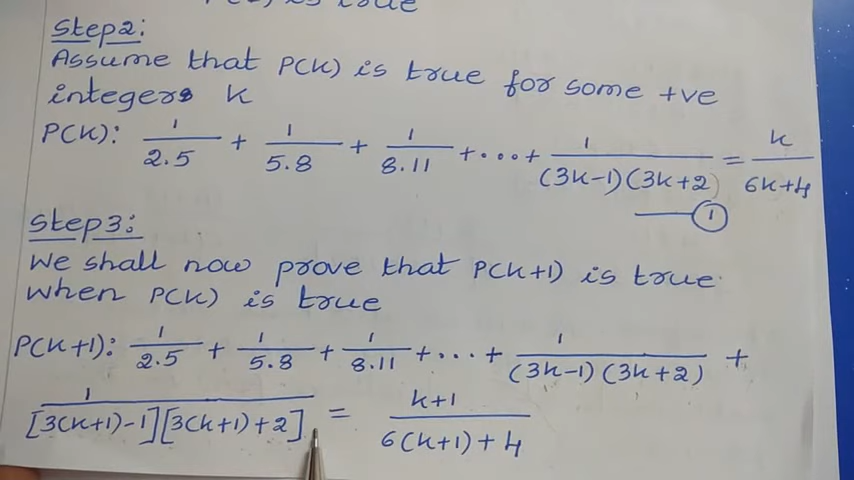 is true
Step2:
Assume that P(K) is true for some +ve
integers K
P(K): 1/2.5 + 1/5.8 + 1/8.11 +...+ 1/(3K-1)(3K+2) = K/6K+4
1
Step3:
We shall now prove that P(K+1) is true
when P(K) is true
P(K+1): 1/2.5 + 1/5.8 + 1/8.11 +...+ 1/(3K-1)(3K+2) +
1/[3(K+1)-1][3(K+1)+2] = K+1/6(K+1)+4